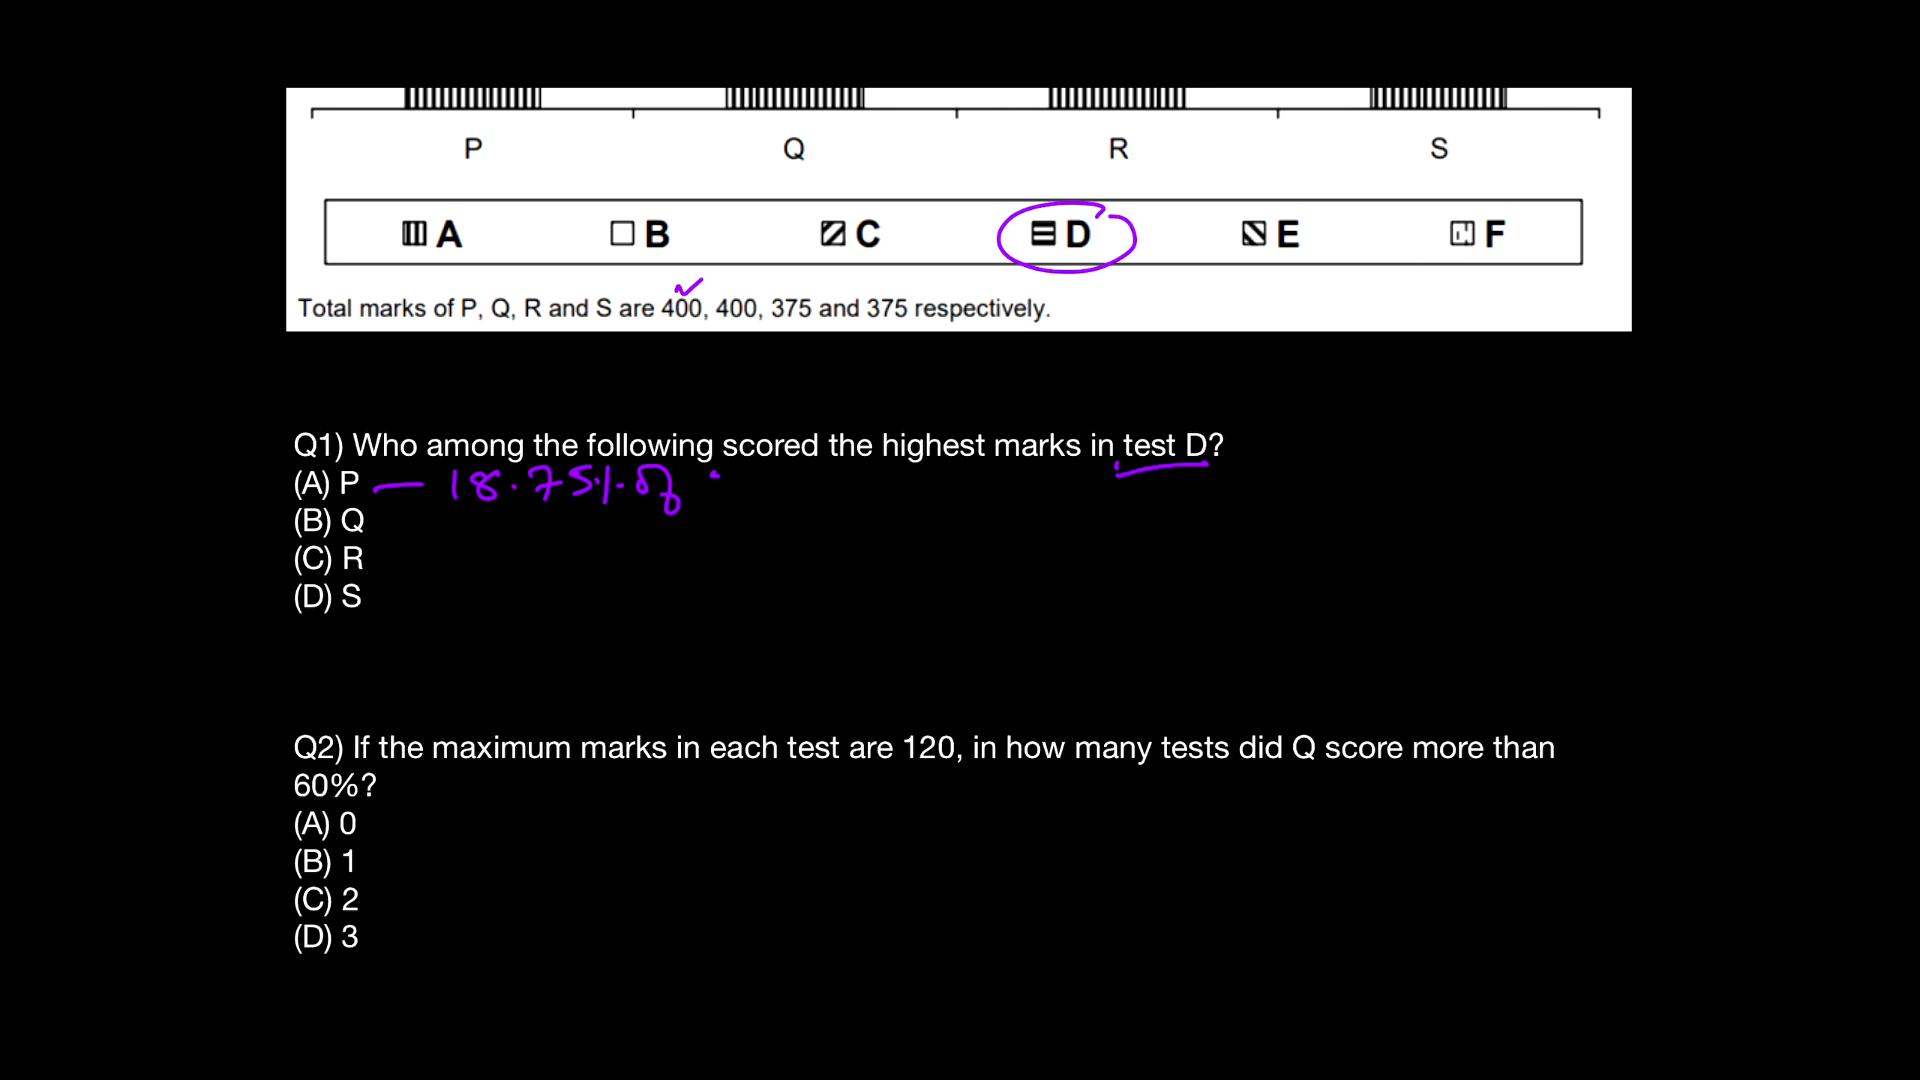 P Q R S
A B C D E F
Total marks of P, Q, R and S are 400, 400, 375 and 375 respectively.
Q1) Who among the following scored the highest marks in test D?
(A) P — 18.75% of
(B) Q
(C) R
(D) S
Q2) If the maximum marks in each test are 120, in how many tests did Q score more than
60%?
(A) 0
(B) 1
(C) 2
(D) 3